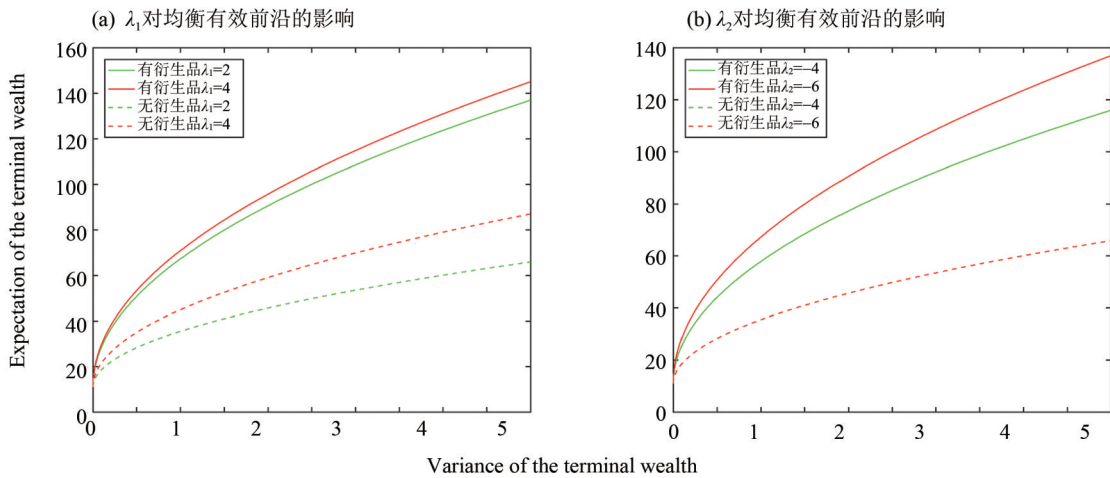 (a) λ₁对均衡有效前沿的影响
160
140
120
100
80
60
40
20
0
有衍生品λ₁=2
有衍生品λ₁=4
无衍生品λ₁=2
无衍生品λ₁=4
0 1 2 3 4 5
Expectation of the terminal wealth
(b) λ₂对均衡有效前沿的影响
140
120
100
80
60
40
20
0
有衍生品λ₂=–4
有衍生品λ₂=–6
无衍生品λ₂=–4
无衍生品λ₂=–6
0 1 2 3 4 5
Variance of the terminal wealth